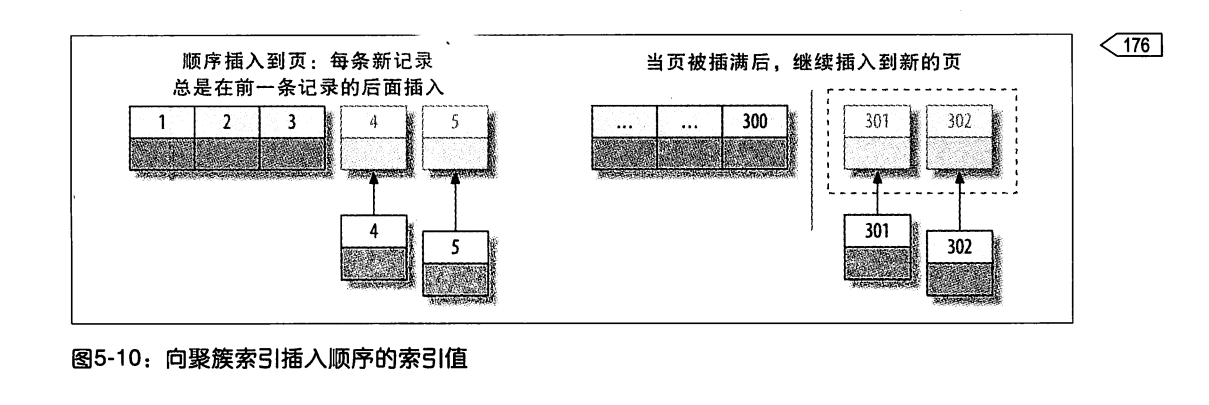 176
顺序插入到页：每条新记录
总是在前一条记录的后面插入
1 2 3 4 5
4
5
当页被插满后，继续插入到新的页
... ... 300 301 302
301
302
图5-10：向聚簇索引插入顺序的索引值